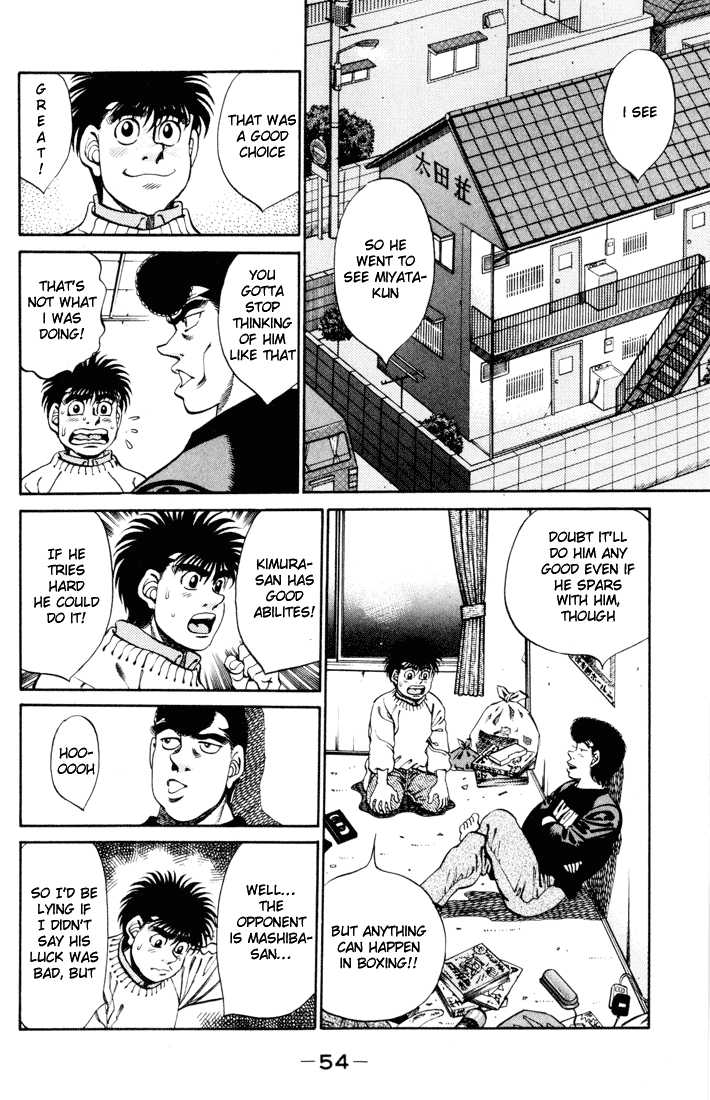 I SEE
太田荘
SO HE
WENT TO
SEE MIYATA-
KUN
THAT WAS
A GOOD
CHOICE
GREAT!
YOU
GOTTA
STOP
THINKING
OF HIM
LIKE THAT
THAT'S
NOT WHAT
I WAS
DOING!
DOUBT IT'LL
DO HIM ANY
GOOD EVEN IF
HE SPARS
WITH HIM,
THOUGH
BUT ANYTHING
CAN HAPPEN
IN BOXING!!
KIMURA-
SAN HAS
GOOD
ABILITES!
IF HE
TRIES
HARD
HE COULD
DO IT!
HOO-
OOOH
WELL...
THE
OPPONENT
IS MASHIBA-
SAN...
SO I'D BE
LYING IF
I DIDN'T
SAY HIS
LUCK WAS
BAD, BUT
—54—